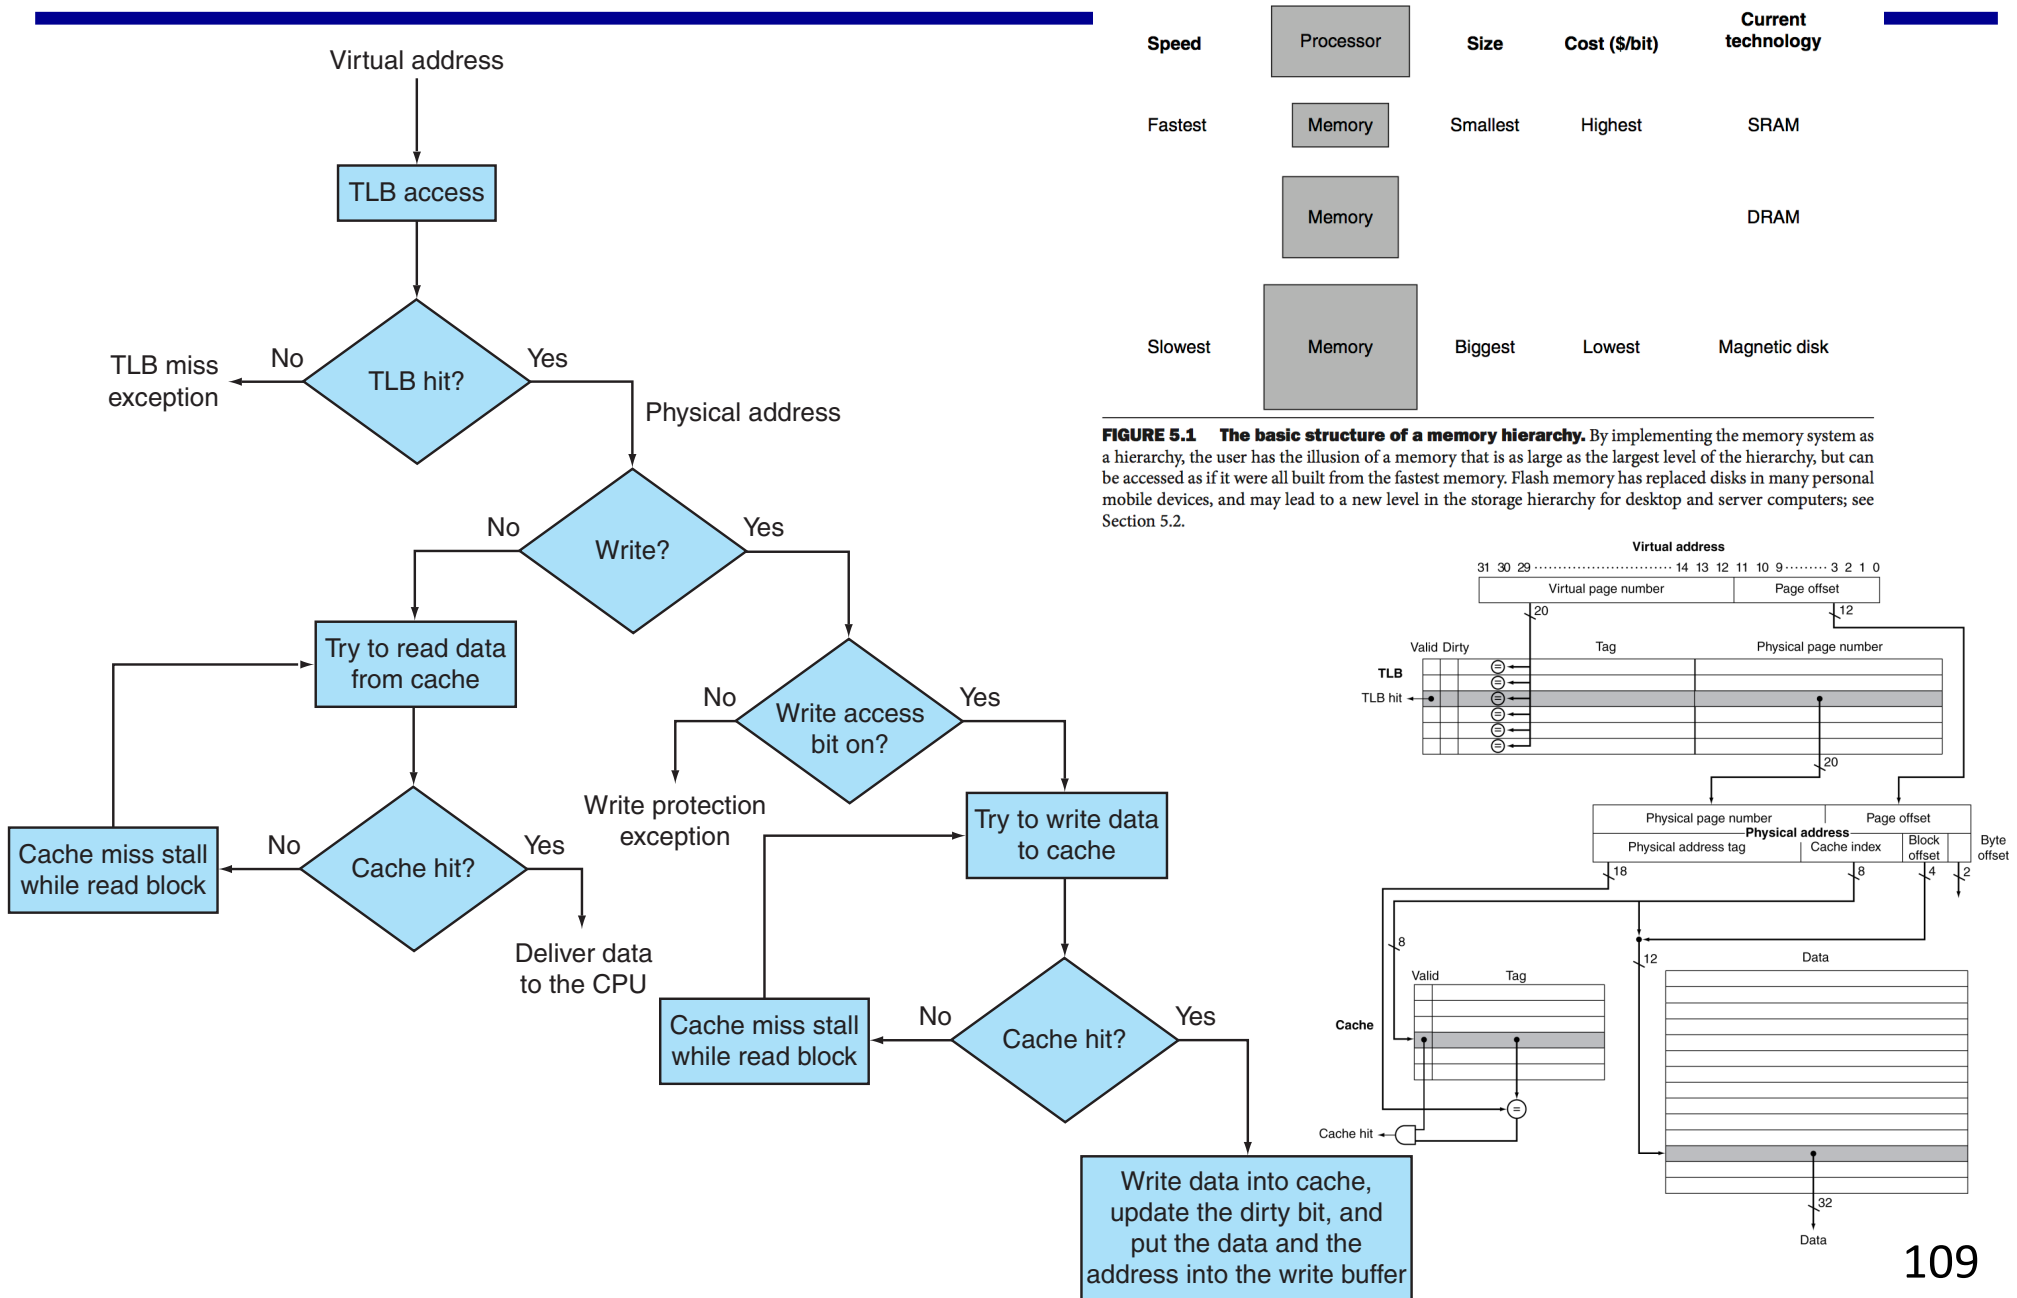 Virtual address
TLB access
TLB hit?
No
Yes
TLB miss
exception
Physical address
Write?
No
Yes
Try to read data
from cache
Write access
bit on?
No
Yes
Write protection
exception
Try to write data
to cache
Cache hit?
No
Yes
Cache miss stall
while read block
Deliver data
to the CPU
Cache hit?
No
Yes
Cache miss stall
while read block
Write data into cache,
update the dirty bit, and
put the data and the
address into the write buffer
Speed Processor Size Cost ($/bit) Current
technology
Fastest Memory Smallest Highest SRAM
Memory DRAM
Slowest Memory Biggest Lowest Magnetic disk
FIGURE 5.1 The basic structure of a memory hierarchy. By implementing the memory system as
a hierarchy, the user has the illusion of a memory that is as large as the largest level of the hierarchy, but can
be accessed as if it were all built from the fastest memory. Flash memory has replaced disks in many personal
mobile devices, and may lead to a new level in the storage hierarchy for desktop and server computers; see
Section 5.2.
Virtual address
31 30 29 ··························· 14 13 12 11 10 9 ········· 3 2 1 0
Virtual page number Page offset
20 12
Valid Dirty Tag Physical page number
TLB
= = = = = =
TLB hit
20
Physical page number Page offset
Physical address
Physical address tag Cache index Block
offset
Byte
offset
18 8 4 2
8
12
Valid Tag
Data
Cache
=
Cache hit
32
Data
109